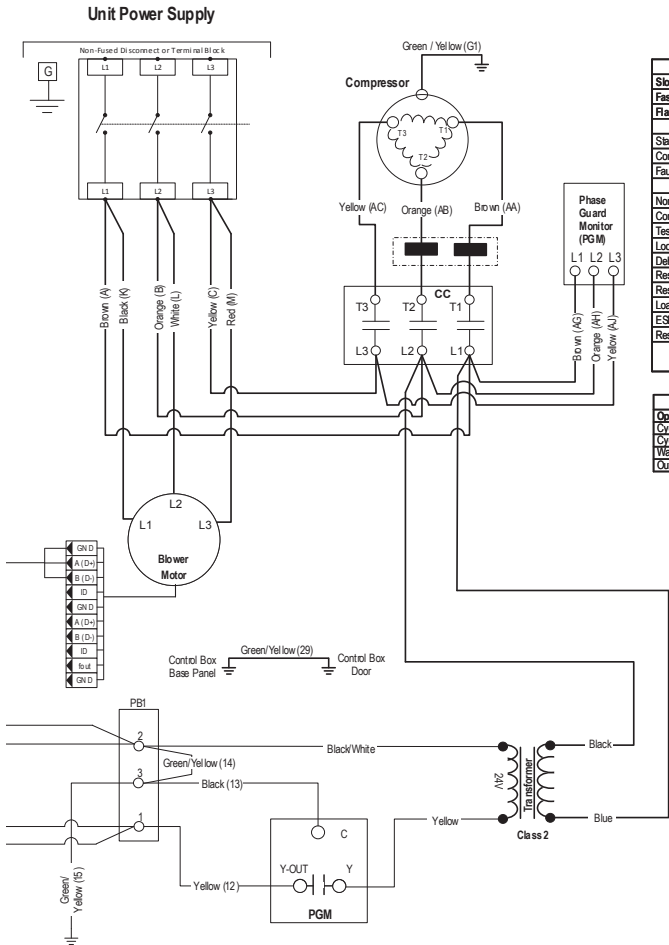 Unit Power Supply
Non-Fused Disconnect or Terminal Block
G
L1 L2 L3
L1 L2 L3
Green / Yellow (G1)
Compressor
T3 T1
T2
Yellow (AC)
Orange (AB)
Brown (AA)
Phase
Guard
Monitor
(PGM)
L1 L2 L3
CC
T3 T2 T1
L3 L2 L1
Brown (A)
Black (K)
Orange (B)
White (L)
Yellow (C)
Red (M)
Brown (AG)
Orange (AH)
Yellow (AJ)
L1 L2 L3
Blower
Motor
GND
A (D+)
B (D-)
ID
GND
A (D+)
B (D-)
ID
fout
GND
Control Box
Base Panel
Green/Yellow (29)
Control Box
Door
PB1
2
3
1
Black/White
Green/Yellow (14)
Black (13)
Green/
Yellow (15)
Yellow (12)
C
Y-OUT Y
PGM
Yellow
24V
Transformer
Class 2
Black
Blue